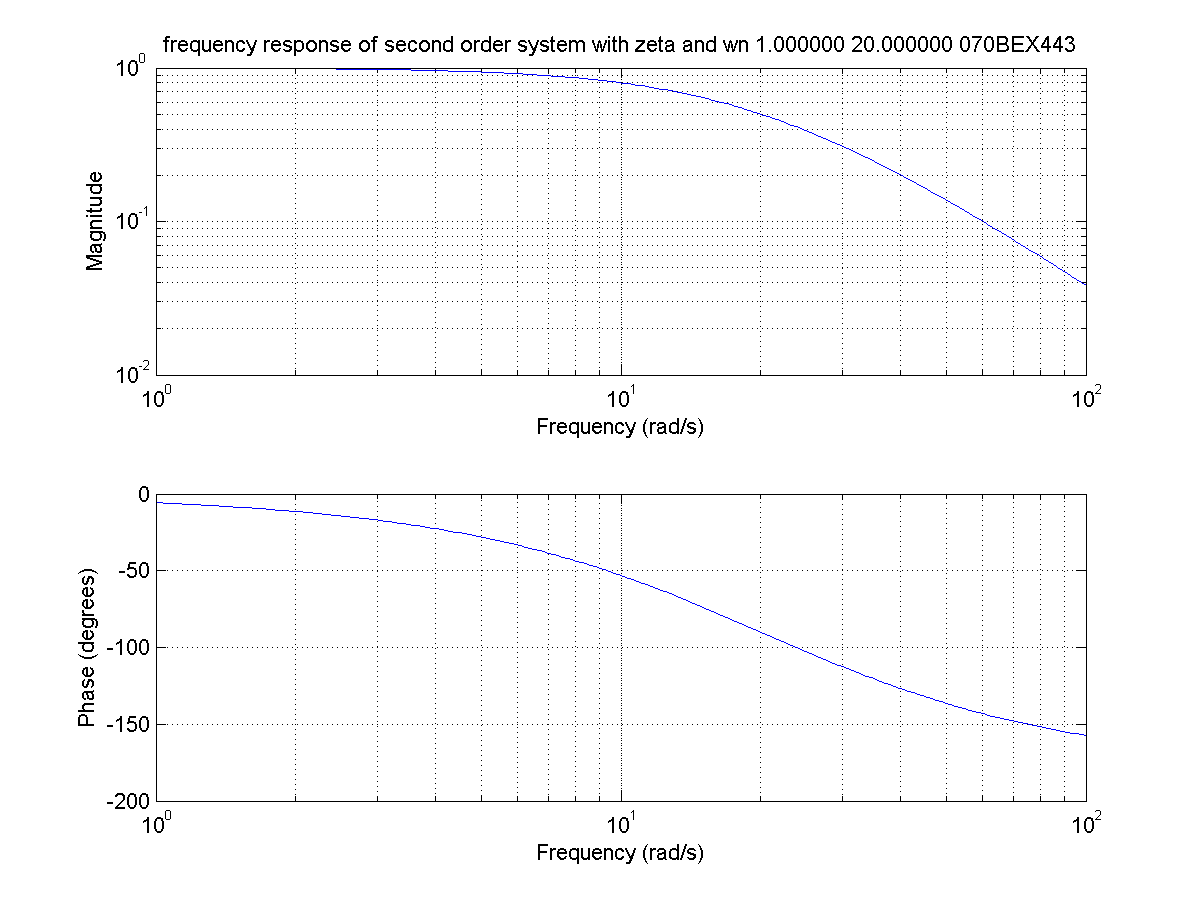 frequency response of second order system with zeta and wn 1.000000 20.000000 070BEX443
10^0
10^-1
10^-2
Magnitude
10^0 10^1 10^2
Frequency (rad/s)
0
-50
-100
-150
-200
Phase (degrees)
10^0 10^1 10^2
Frequency (rad/s)